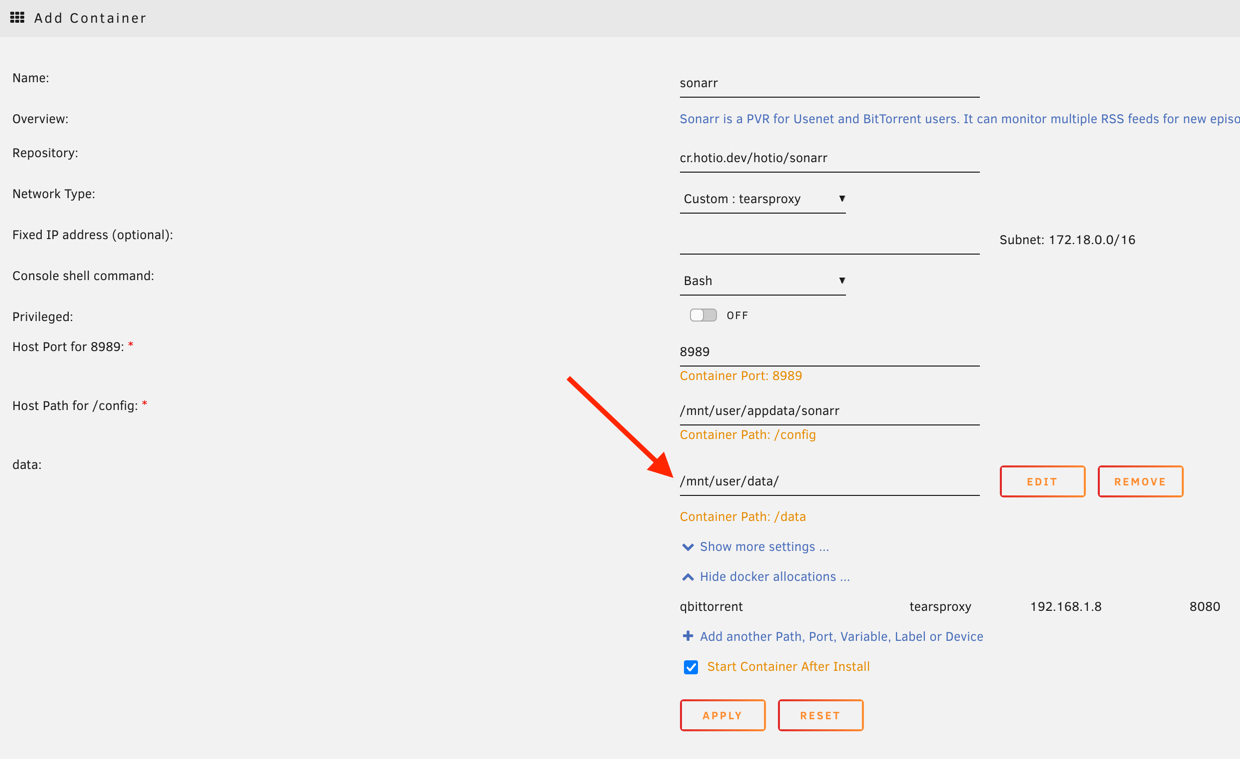 Add Container
Name:
sonarr
Overview:
Sonarr is a PVR for Usenet and BitTorrent users. It can monitor multiple RSS feeds for new episo
Repository:
cr.hotio.dev/hotio/sonarr
Network Type:
Custom : tearsproxy
Fixed IP address (optional):
Subnet: 172.18.0.0/16
Console shell command:
Bash
Privileged:
OFF
Host Port for 8989: *
8989
Container Port: 8989
Host Path for /config: *
/mnt/user/appdata/sonarr
Container Path: /config
data:
/mnt/user/data/
EDIT
REMOVE
Container Path: /data
Show more settings ...
Hide docker allocations ...
qbittorrent tearsproxy 192.168.1.8 8080
Add another Path, Port, Variable, Label or Device
Start Container After Install
APPLY
RESET